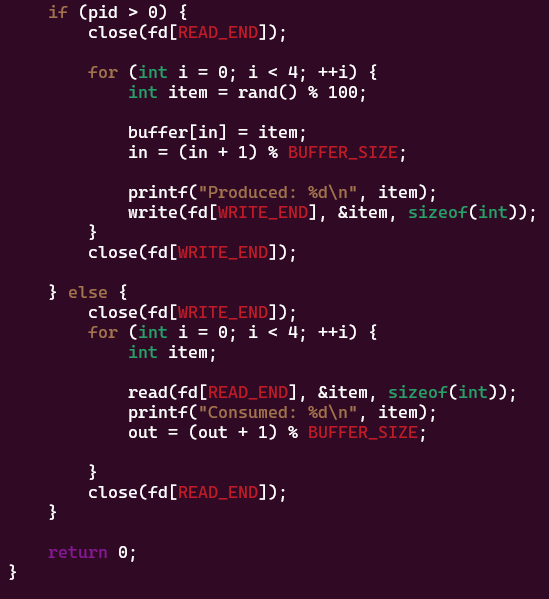 if (pid > 0) {
close(fd[READ_END]);
for (int i = 0; i < 4; ++i) {
int item = rand() % 100;
buffer[in] = item;
in = (in + 1) % BUFFER_SIZE;
printf("Produced: %d\n", item);
write(fd[WRITE_END], &item, sizeof(int));
}
close(fd[WRITE_END]);
} else {
close(fd[WRITE_END]);
for (int i = 0; i < 4; ++i) {
int item;
read(fd[READ_END], &item, sizeof(int));
printf("Consumed: %d\n", item);
out = (out + 1) % BUFFER_SIZE;
}
close(fd[READ_END]);
}
return 0;
}